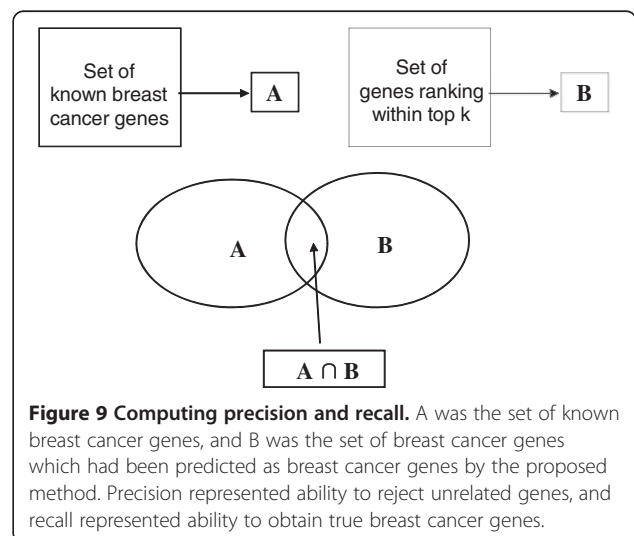 Set of
known breast
cancer genes
A
Set of
genes ranking
within top k
B
A
B
A ∩ B
Figure 9 Computing precision and recall. A was the set of known
breast cancer genes, and B was the set of breast cancer genes
which had been predicted as breast cancer genes by the proposed
method. Precision represented ability to reject unrelated genes, and
recall represented ability to obtain true breast cancer genes.